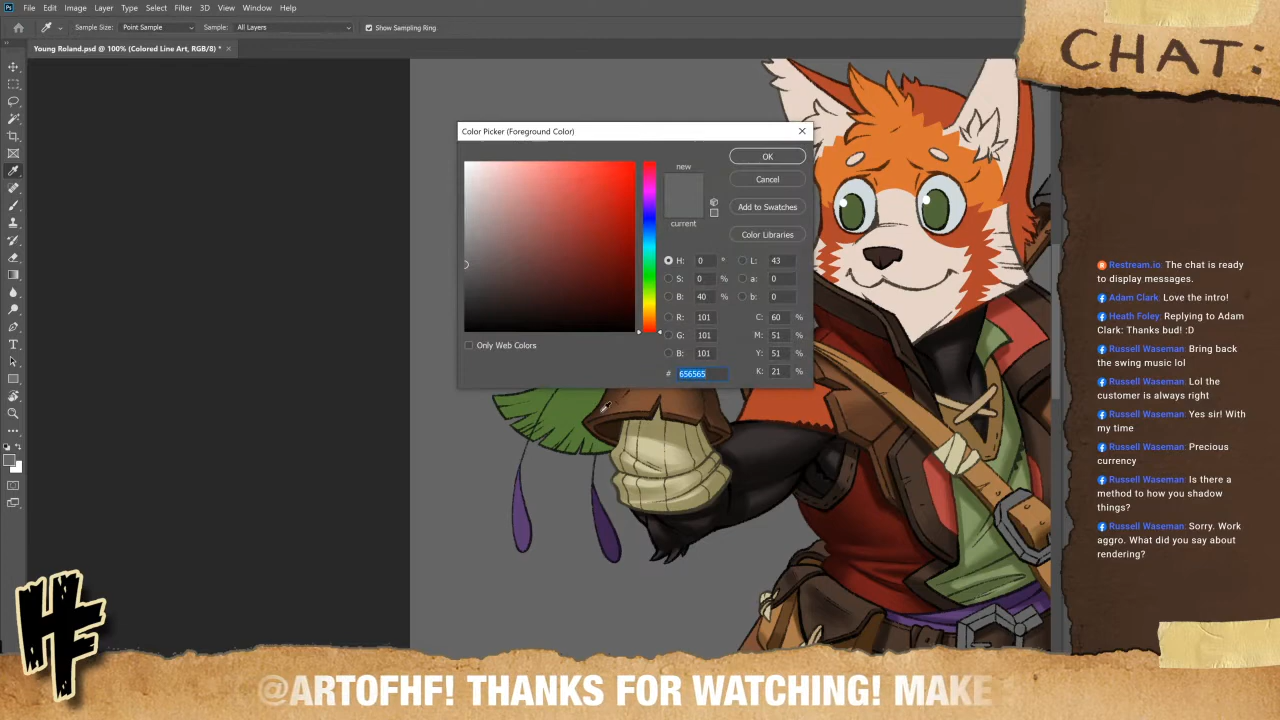 File Edit Image Layer Type Select Filter 3D View Window Help
Sample Size: Point Sample Sample: All Layers Show Sampling Ring
Young Roland.psd @ 100% (Colored Line Art, RGB/8) *
CHAT:
Color Picker (Foreground Color)
new
current
OK
Cancel
Add to Swatches
Color Libraries
H: 0 ° L: 43
S: 0 % a: 0
B: 40 % b: 0
R: 101 C: 60 %
G: 101 M: 51 %
B: 101 Y: 51 %
# 656565 K: 21 %
Only Web Colors
Restream.io: The chat is ready
to display messages.
Adam Clark: Love the intro!
Heath Foley: Replying to Adam
Clark: Thanks bud! :D
Russell Waseman: Bring back
the swing music lol
Russell Waseman: Lol the
customer is always right
Russell Waseman: Yes sir! With
my time
Russell Waseman: Precious
currency
Russell Waseman: Is there a
method to how you shadow
things?
Russell Waseman: Sorry. Work
aggro. What did you say about
rendering?
HF
@ARTOFHF! THANKS FOR WATCHING! MAKE